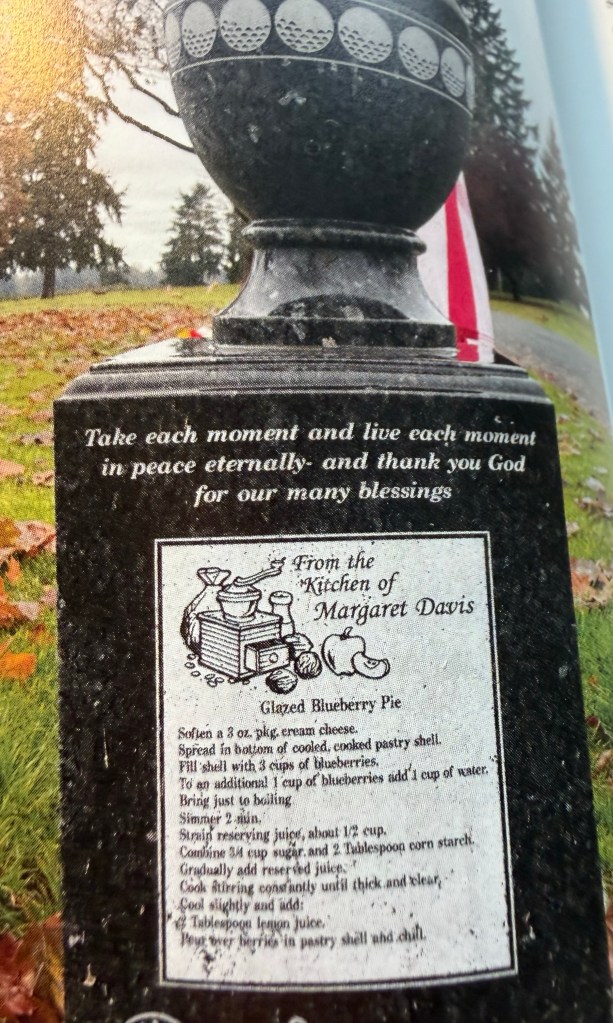 Take each moment and live each moment
in peace eternally- and thank you God
for our many blessings
From the
Kitchen of
Margaret Davis
Glazed Blueberry Pie
Soften a 3 oz. pkg. cream cheese.
Spread in bottom of cooled, cooked pastry shell.
Fill shell with 3 cups of blueberries.
To an additional 1 cup of blueberries add 1 cup of water.
Bring just to boiling
Simmer 2 min.
Strain reserving juice, about 1/2 cup.
Combine 3/4 cup sugar and 2 Tablespoon corn starch.
Gradually add reserved juice.
Cook stirring constantly until thick and clear,
Cool slightly and add:
2 Tablespoon lemon juice.
Pour over berries in pastry shell and chill.